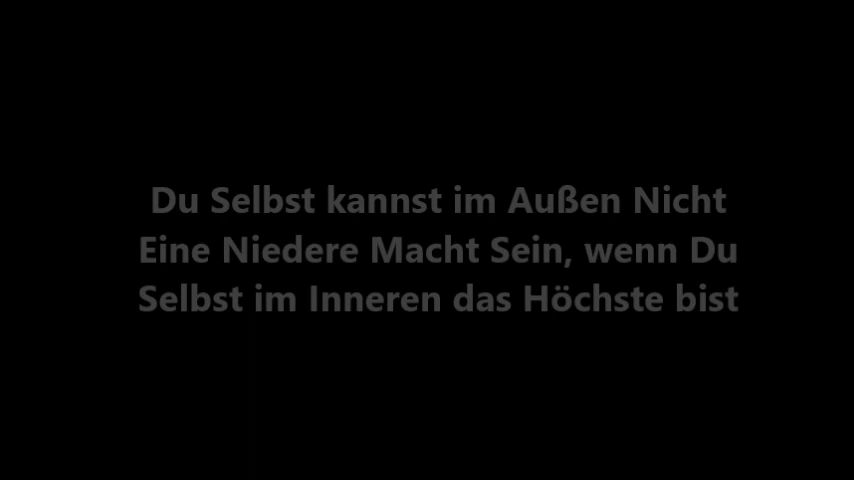 Du Selbst kannst im Außen Nicht
Eine Niedere Macht Sein, wenn Du
Selbst im Inneren das Höchste bist